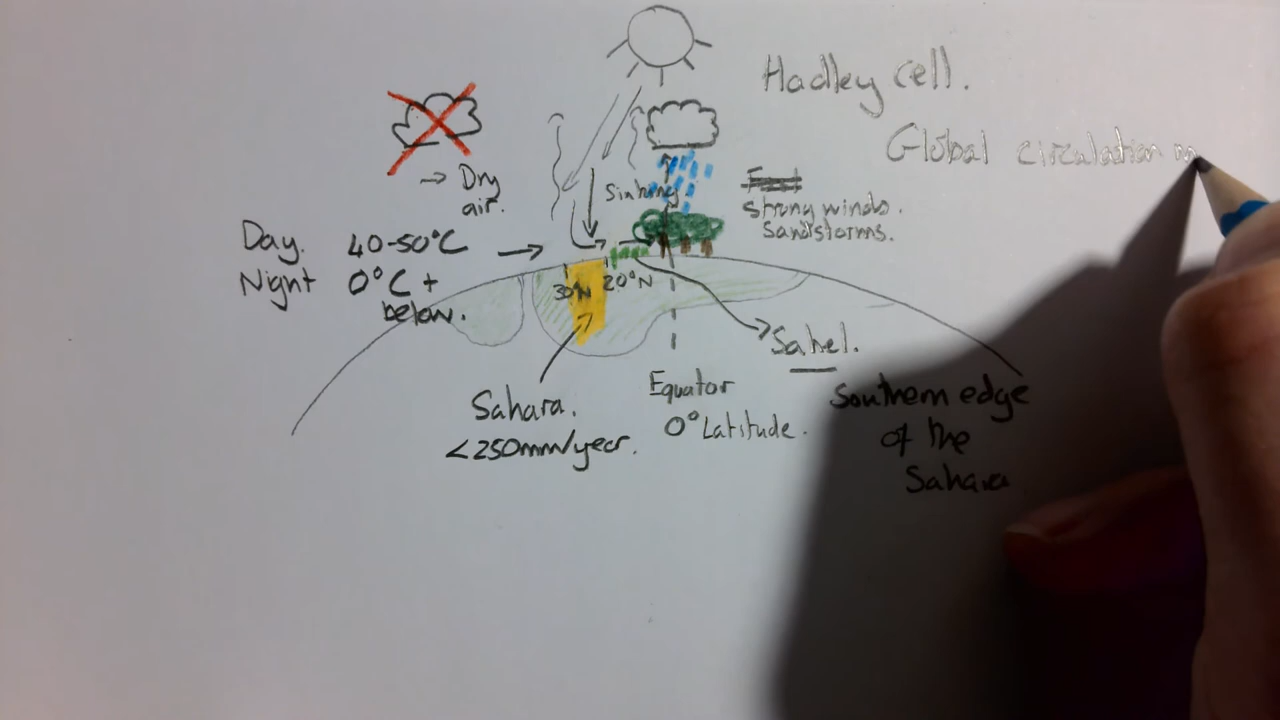 Hadley cell.
Global circulation m
→ Dry
air.
Sinking
strong winds.
Sandstorms.
Day. 40-50°C →
Night 0°C +
below.
30°N
20°N
Sahel.
Southern edge
of the
Sahara
Equator
0° Latitude.
Sahara.
<250mm/year.